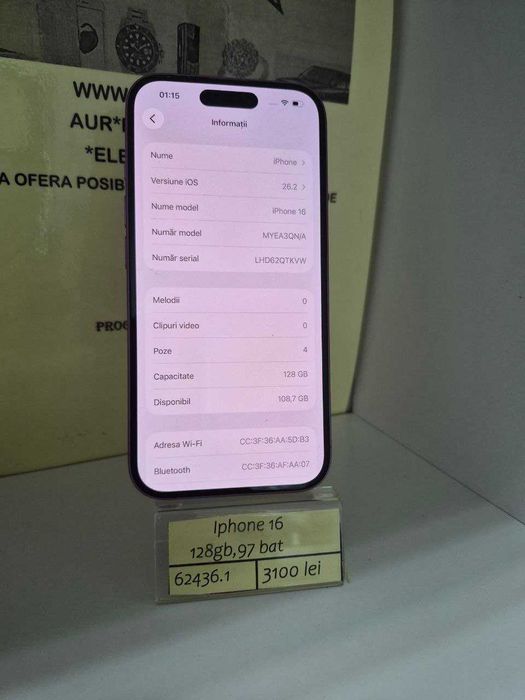 WWW
AUR*
*ELE
A OFERA POSIB
DE
PROG
01:15
Informații
Nume iPhone
Versiune iOS 26.2
Nume model iPhone 16
Număr model MYEA3QN/A
Număr serial LHD62QTKVW
Melodii 0
Clipuri video 0
Poze 4
Capacitate 128 GB
Disponibil 108,7 GB
Adresa Wi-Fi CC:3F:36:AA:5D:B3
Bluetooth CC:3F:36:AF:AA:07
Iphone 16
128gb,97 bat
62436.1 3100 lei